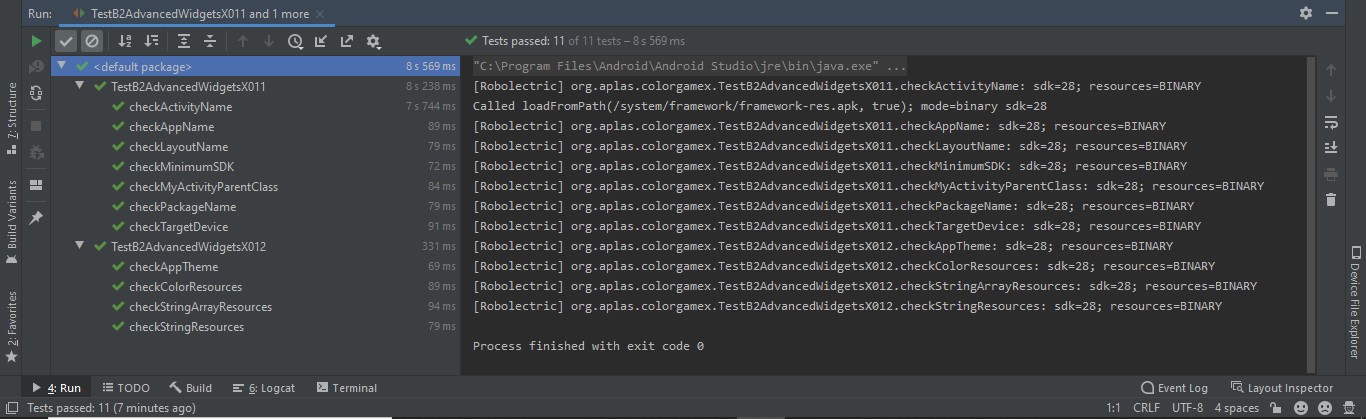 Run: TestB2AdvancedWidgetsX011 and 1 more
Tests passed: 11 of 11 tests – 8 s 569 ms
<default package> 8 s 569 ms
TestB2AdvancedWidgetsX011 8 s 238 ms
checkActivityName 7 s 744 ms
checkAppName 89 ms
checkLayoutName 79 ms
checkMinimumSDK 72 ms
checkMyActivityParentClass 84 ms
checkPackageName 79 ms
checkTargetDevice 91 ms
TestB2AdvancedWidgetsX012 331 ms
checkAppTheme 69 ms
checkColorResources 89 ms
checkStringArrayResources 94 ms
checkStringResources 79 ms
"C:\Program Files\Android\Android Studio\jre\bin\java.exe" ...
[Robolectric] org.aplas.colorgamex.TestB2AdvancedWidgetsX011.checkActivityName: sdk=28; resources=BINARY
Called loadFromPath(/system/framework/framework-res.apk, true); mode=binary sdk=28
[Robolectric] org.aplas.colorgamex.TestB2AdvancedWidgetsX011.checkAppName: sdk=28; resources=BINARY
[Robolectric] org.aplas.colorgamex.TestB2AdvancedWidgetsX011.checkLayoutName: sdk=28; resources=BINARY
[Robolectric] org.aplas.colorgamex.TestB2AdvancedWidgetsX011.checkMinimumSDK: sdk=28; resources=BINARY
[Robolectric] org.aplas.colorgamex.TestB2AdvancedWidgetsX011.checkMyActivityParentClass: sdk=28; resources=BINARY
[Robolectric] org.aplas.colorgamex.TestB2AdvancedWidgetsX011.checkPackageName: sdk=28; resources=BINARY
[Robolectric] org.aplas.colorgamex.TestB2AdvancedWidgetsX011.checkTargetDevice: sdk=28; resources=BINARY
[Robolectric] org.aplas.colorgamex.TestB2AdvancedWidgetsX012.checkAppTheme: sdk=28; resources=BINARY
[Robolectric] org.aplas.colorgamex.TestB2AdvancedWidgetsX012.checkColorResources: sdk=28; resources=BINARY
[Robolectric] org.aplas.colorgamex.TestB2AdvancedWidgetsX012.checkStringArrayResources: sdk=28; resources=BINARY
[Robolectric] org.aplas.colorgamex.TestB2AdvancedWidgetsX012.checkStringResources: sdk=28; resources=BINARY
Process finished with exit code 0
7: Structure
Build Variants
2: Favorites
Device File Explorer
4: Run TODO Build 6: Logcat Terminal Event Log Layout Inspector
Tests passed: 11 (7 minutes ago) 1:1 CRLF UTF-8 4 spaces